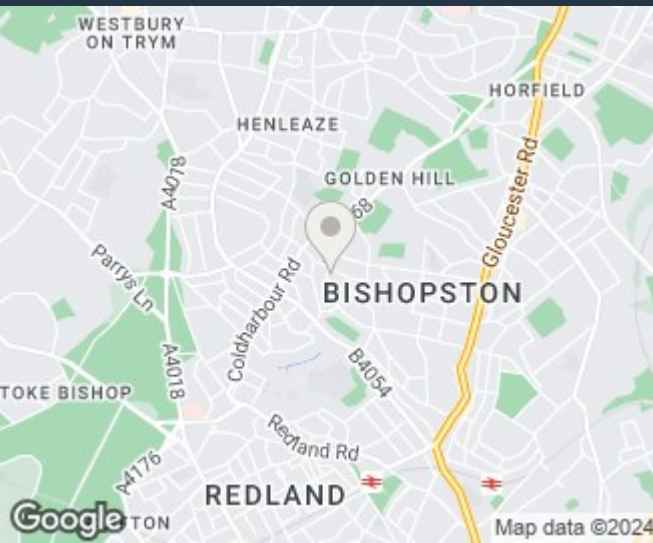 WESTBURY
ON TRYM
HORFIELD
HENLEAZE
A4018
GOLDEN HILL
68
Gloucester Rd
Parrys Ln
Coldharbour Rd
BISHOPSTON
A4018
B4054
TOKE BISHOP
Redland Rd
A4176
REDLAND
Google
TON
Map data ©2024